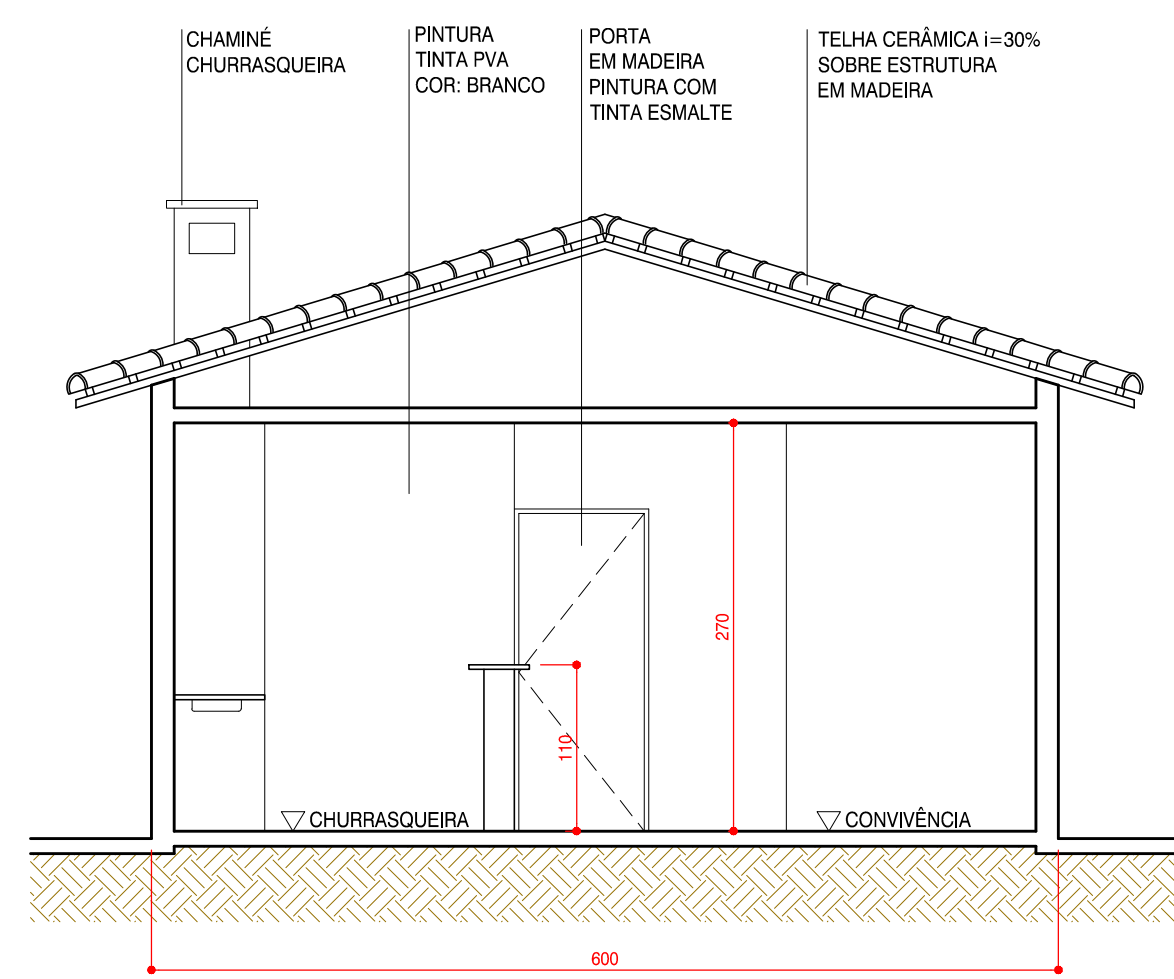 CHAMINÉ
CHURRASQUEIRA
PINTURA
TINTA PVA
COR: BRANCO
PORTA
EM MADEIRA
PINTURA COM
TINTA ESMALTE
TELHA CERÂMICA i=30%
SOBRE ESTRUTURA
EM MADEIRA
270
110
CHURRASQUEIRA
CONVIVÊNCIA
600